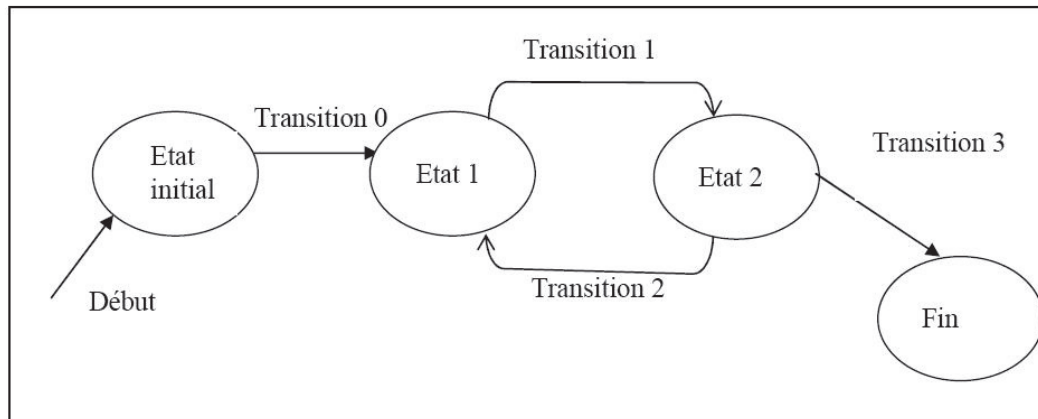 Transition 1
Transition 0
Transition 3
Etat
initial
Etat 1
Etat 2
Transition 2
Début
Fin